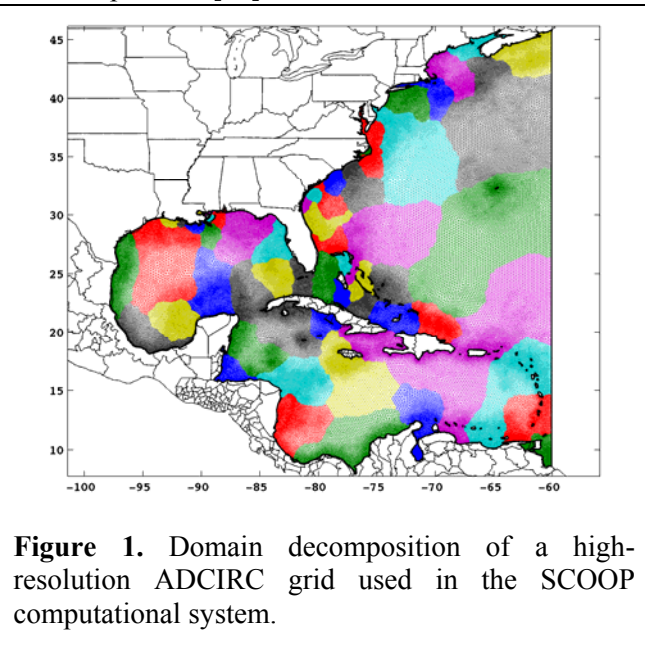 45
40
35
30
25
20
15
10
−100 −95 −90 −85 −80 −75 −70 −65 −60
Figure 1. Domain decomposition of a high-
resolution ADCIRC grid used in the SCOOP
computational system.